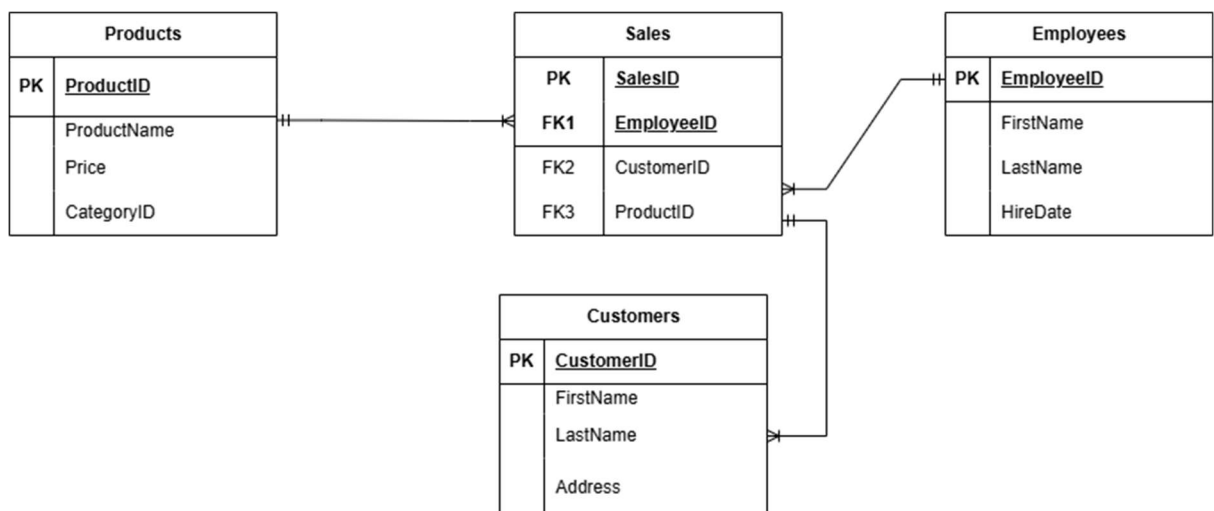 Products
PK ProductID
ProductName
Price
CategoryID
Sales
PK SalesID
FK1 EmployeeID
FK2 CustomerID
FK3 ProductID
Employees
PK EmployeeID
FirstName
LastName
HireDate
Customers
PK CustomerID
FirstName
LastName
Address